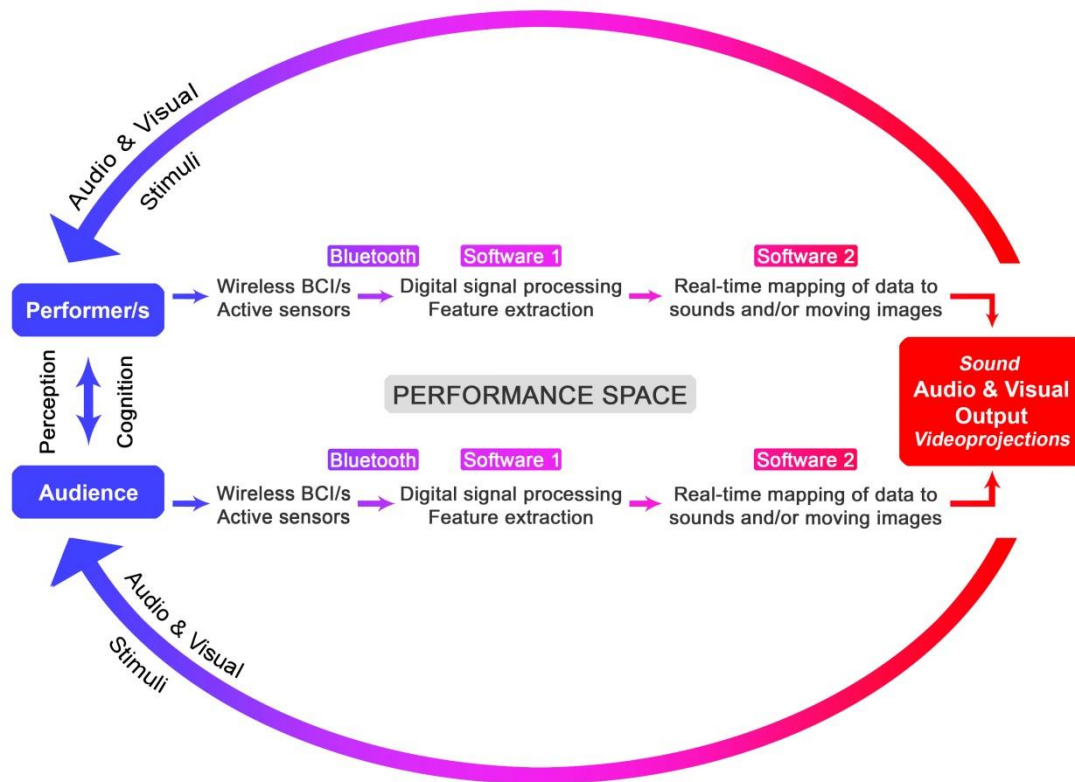 Audio & Visual
Stimuli
Bluetooth
Software 1
Software 2
Performer/s
Wireless BCI/s
Active sensors
Digital signal processing
Feature extraction
Real-time mapping of data to
sounds and/or moving images
Perception
Cognition
PERFORMANCE SPACE
Sound
Audio & Visual
Output
Videoprojections
Bluetooth
Software 1
Software 2
Audience
Wireless BCI/s
Active sensors
Digital signal processing
Feature extraction
Real-time mapping of data to
sounds and/or moving images
Audio & Visual
Stimuli